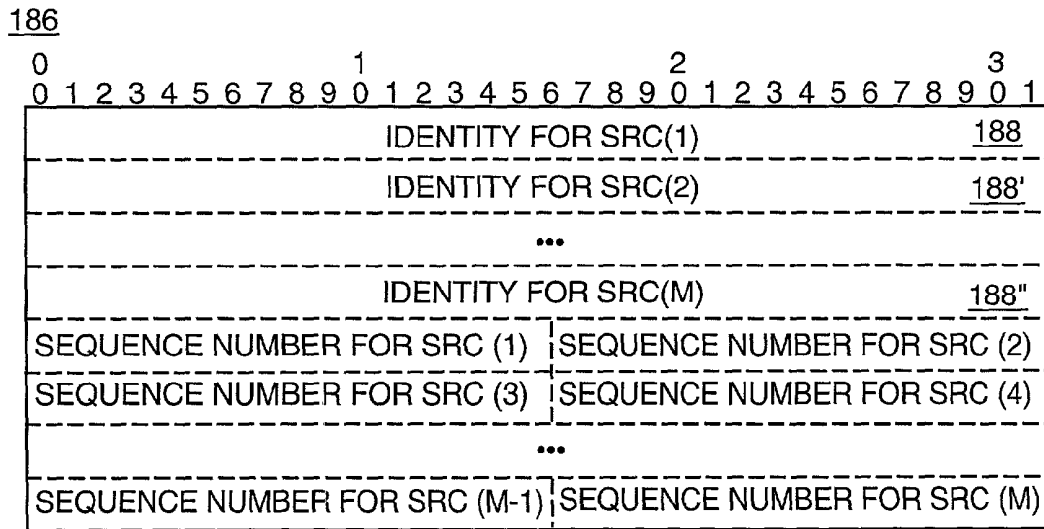 186
0 1 2 3
0 1 2 3 4 5 6 7 8 9 0 1 2 3 4 5 6 7 8 9 0 1 2 3 4 5 6 7 8 9 0 1
IDENTITY FOR SRC(1) 188
IDENTITY FOR SRC(2) 188'
•••
IDENTITY FOR SRC(M) 188"
SEQUENCE NUMBER FOR SRC (1) SEQUENCE NUMBER FOR SRC (2)
SEQUENCE NUMBER FOR SRC (3) SEQUENCE NUMBER FOR SRC (4)
•••
SEQUENCE NUMBER FOR SRC (M-1) SEQUENCE NUMBER FOR SRC (M)